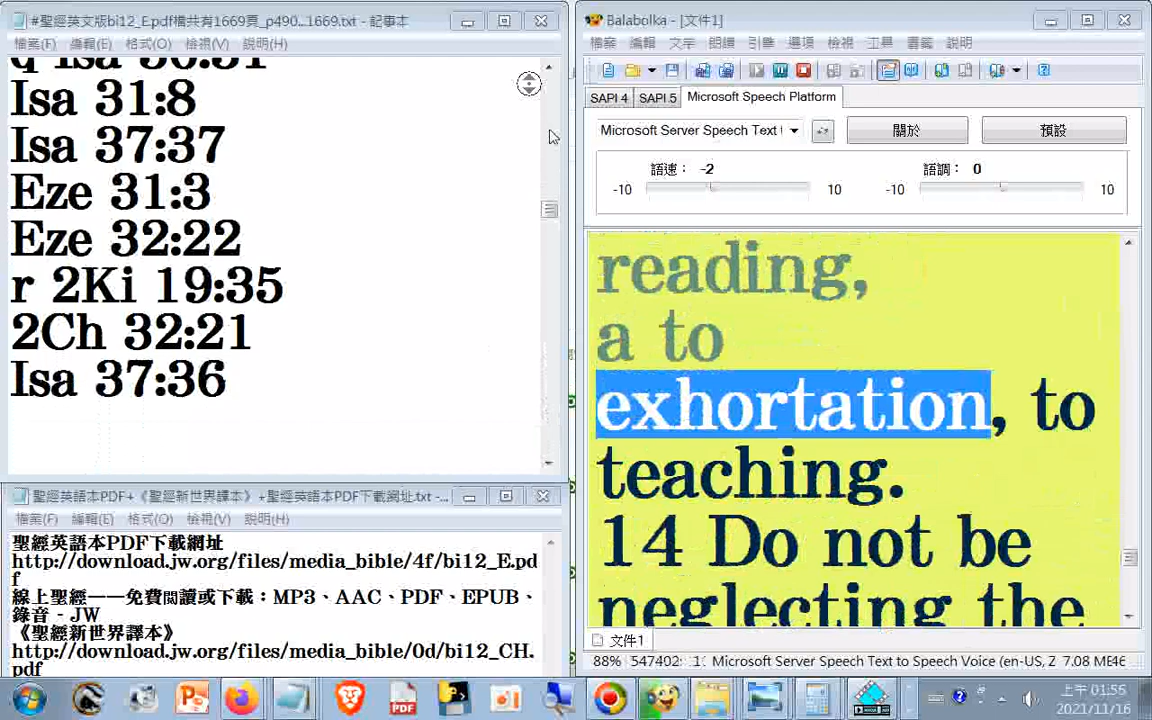 #聖經英文版bi12_E.pdf檔共有1669頁_p490...1669.txt - 記事本
檔案(F) 編輯(E) 格式(O) 檢視(V) 說明(H)
q Isa 30:31
Isa 31:8
Isa 37:37
Eze 31:3
Eze 32:22
r 2Ki 19:35
2Ch 32:21
Isa 37:36
聖經英語本PDF+《聖經新世界譯本》+聖經英語本PDF下載網址.txt -...
檔案(F) 編輯(E) 格式(O) 檢視(V) 說明(H)
聖經英語本PDF下載網址
http://download.jw.org/files/media_bible/4f/bi12_E.pd
f
線上聖經——免費閱讀或下載：MP3、AAC、PDF、EPUB、
錄音 - JW
《聖經新世界譯本》
http://download.jw.org/files/media_bible/0d/bi12_CH.
pdf
Balabolka - [文件1]
檔案 編輯 文字 朗讀 引擎 選項 檢視 工具 書籤 說明
SAPI 4 SAPI 5 Microsoft Speech Platform
Microsoft Server Speech Text 關於 預設
語速： -2 語調： 0
-10 10 -10 10
reading,
a to
exhortation, to
teaching.
14 Do not be
neglecting the
文件1
88% 547402: Microsoft Server Speech Text to Speech Voice (en-US, Z 7.08 ME46
PDF
上午 01:55
2021/11/16